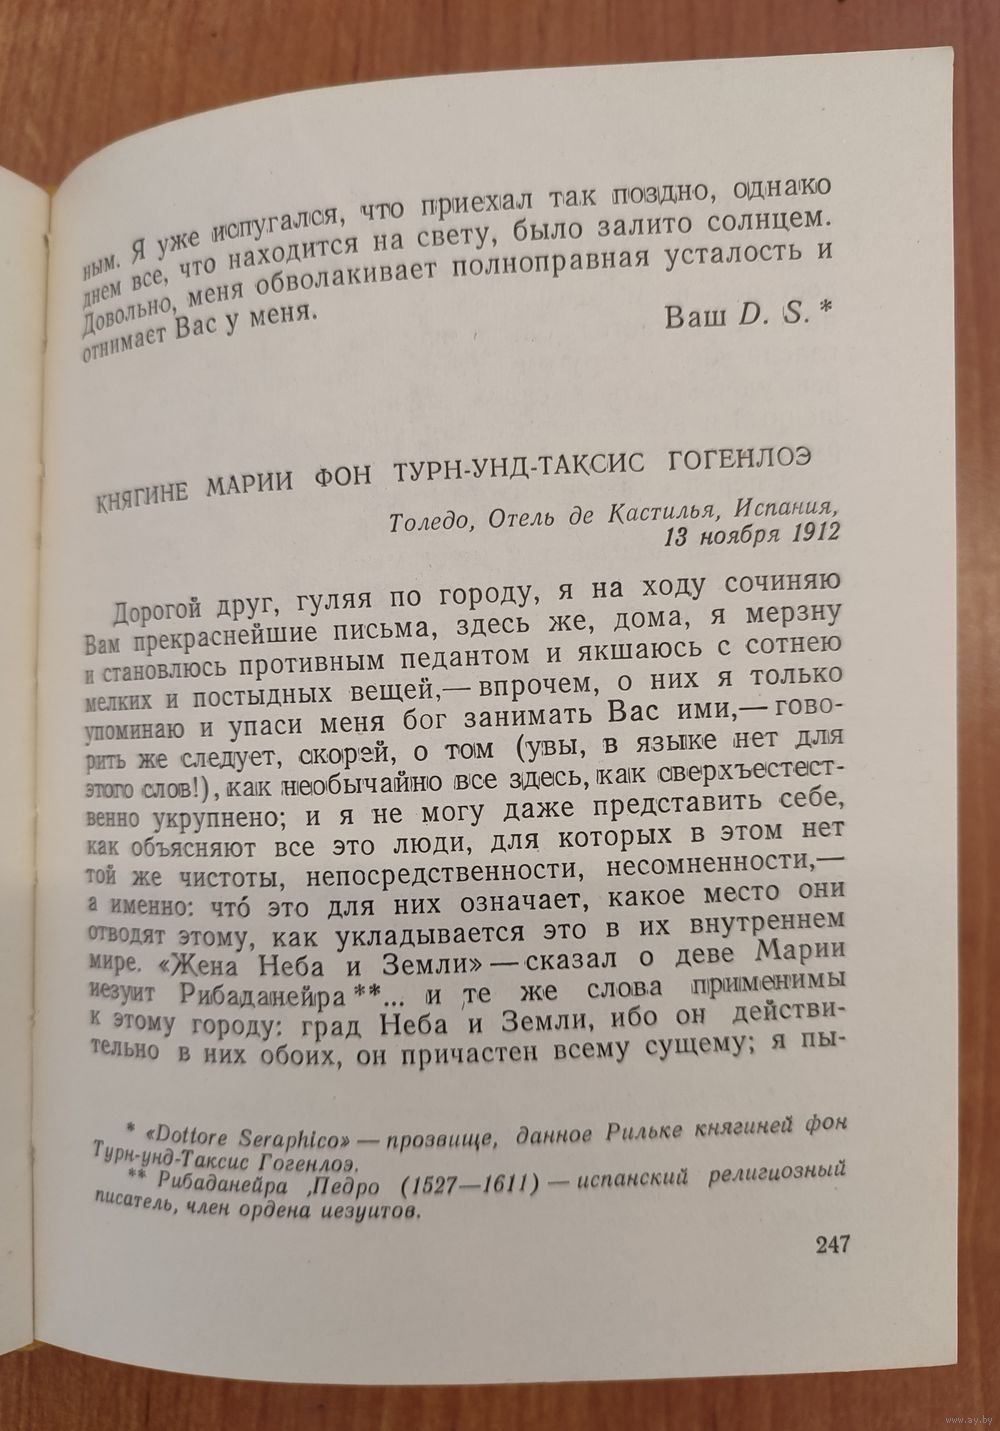 ным. Я уже испугался, что приехал так поздно, однако
днем все, что находится на свету, было залито солнцем.
Довольно, меня обволакивает полноправная усталость и
отнимает Вас у меня.
Ваш D. S. *
КНЯГИНЕ МАРИИ ФОН ТУРН-УНД-ТАКСИС ГОГЕНЛОЭ
Толедо, Отель де Кастилья, Испания,
13 ноября 1912
Дорогой друг, гуляя по городу, я на ходу сочиняю
Вам прекраснейшие письма, здесь же, дома, я мерзну
и становлюсь противным педантом и якшаюсь с сотнею
мелких и постыдных вещей,— впрочем, о них я только
упоминаю и упаси меня бог занимать Вас ими,— гово-
рить же следует, скорей, о том (увы, в языке нет для
этого слов!), как необычайно все здесь, как сверхъестест-
венно укрупнено; и я не могу даже представить себе,
как объясняют все это люди, для которых в этом нет
той же чистоты, непосредственности, несомненности,—
а именно: что́ это для них означает, какое место они
отводят этому, как укладывается это в их внутреннем
мире. «Жена Неба и Земли» — сказал о деве Марии
иезуит Рибаданейра **... и те же слова применимы
к этому городу: град Неба и Земли, ибо он действи-
тельно в них обоих, он причастен всему сущему; я пы-
* «Dottore Seraphico» — прозвище, данное Рильке княгиней фон
Турн-унд-Таксис Гогенлоэ.
** Рибаданейра ,Педро (1527—1611) — испанский религиозный
писатель, член ордена иезуитов.
247
www.ay.by